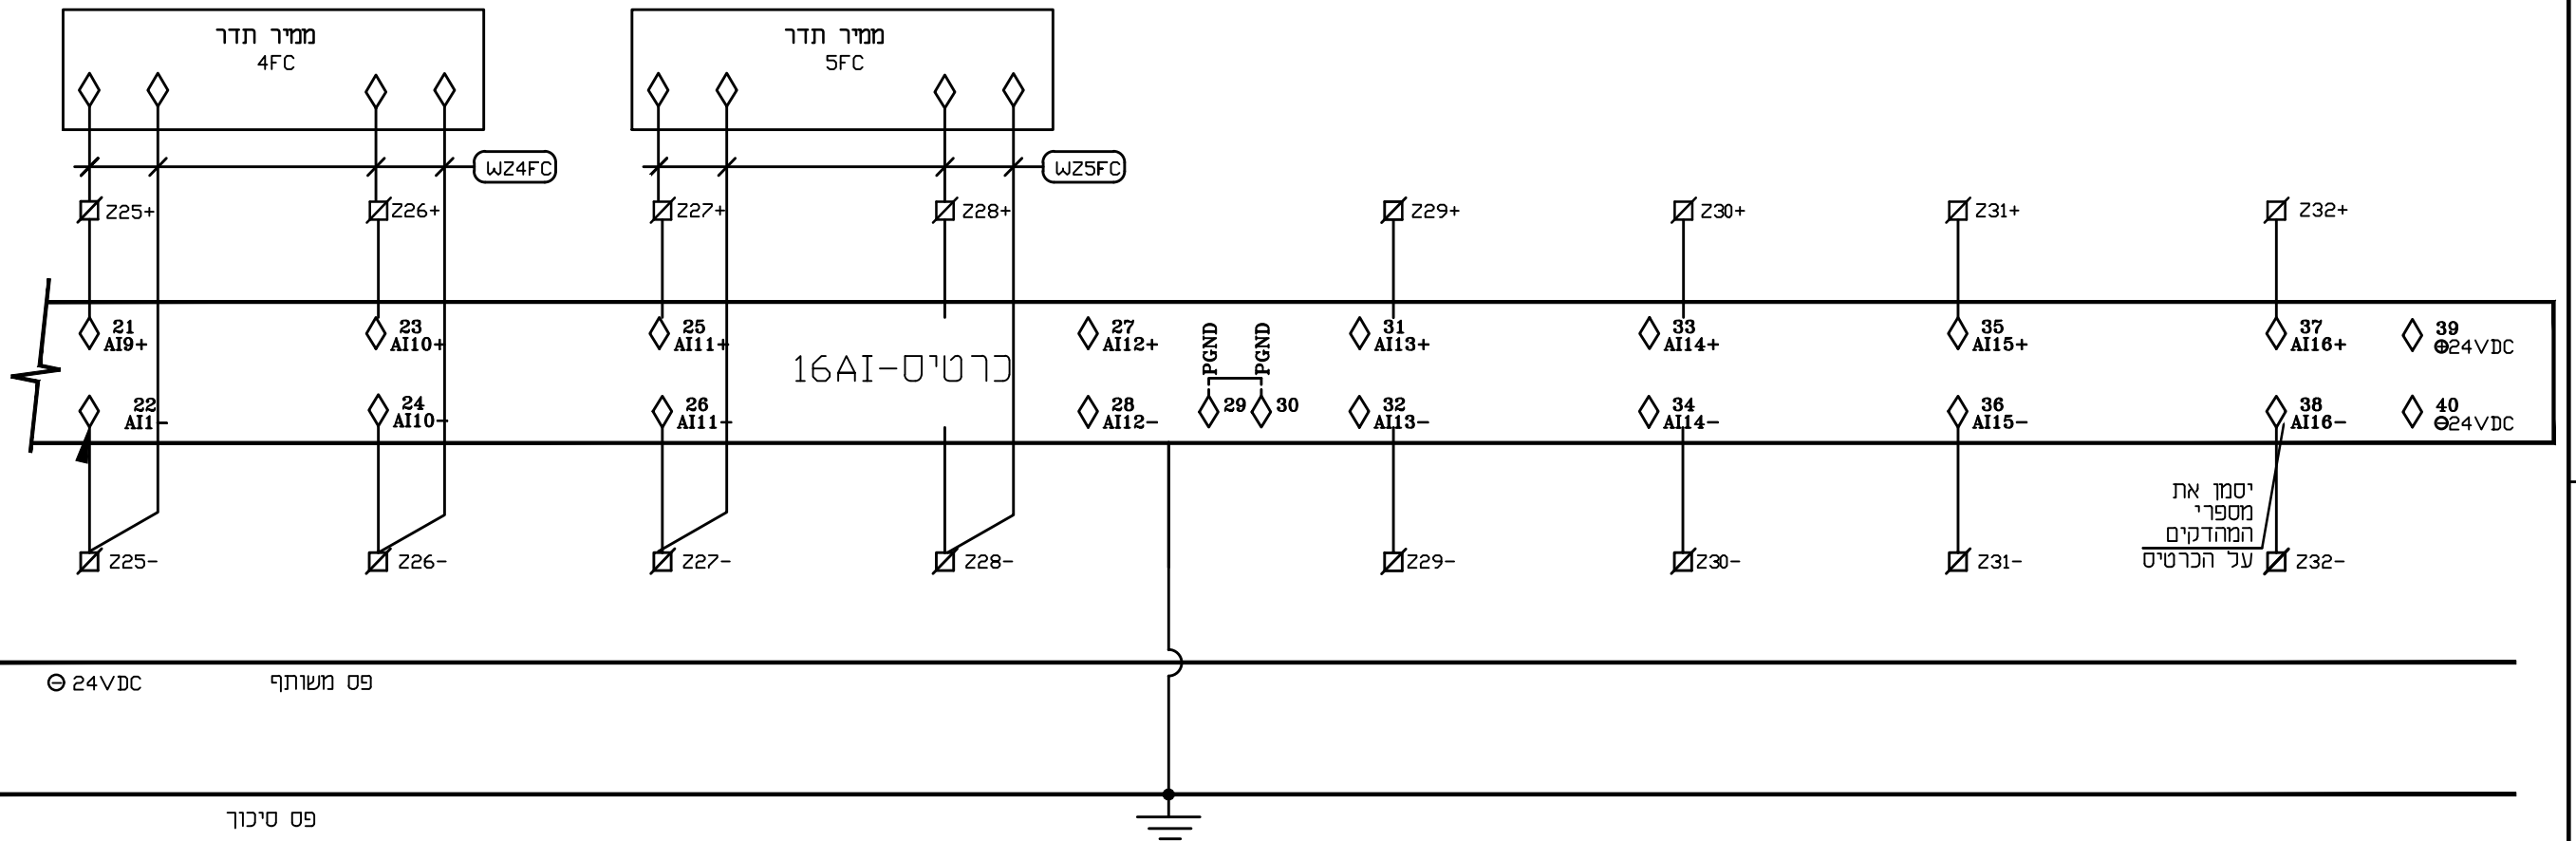 ממיר תדר
4FC
ממיר תדר
5FC
WZ4FC
WZ5FC
Z25+
Z26+
Z27+
Z28+
Z29+
Z30+
Z31+
Z32+
21
AI9+
23
AI10+
25
AI11+
27
AI12+
PGND
PGND
31
AI13+
33
AI14+
35
AI15+
37
AI16+
39
⊕24VDC
כרטיס-16AI
22
AI1-
24
AI10-
26
AI11-
28
AI12-
29
30
32
AI13-
34
AI14-
36
AI15-
38
AI16-
40
⊖24VDC
יסמן את
מספרי
המהדקים
על הכרטיס
Z25-
Z26-
Z27-
Z28-
Z29-
Z30-
Z31-
Z32-
⊖ 24VDC
פס משותף
פס סיכוך